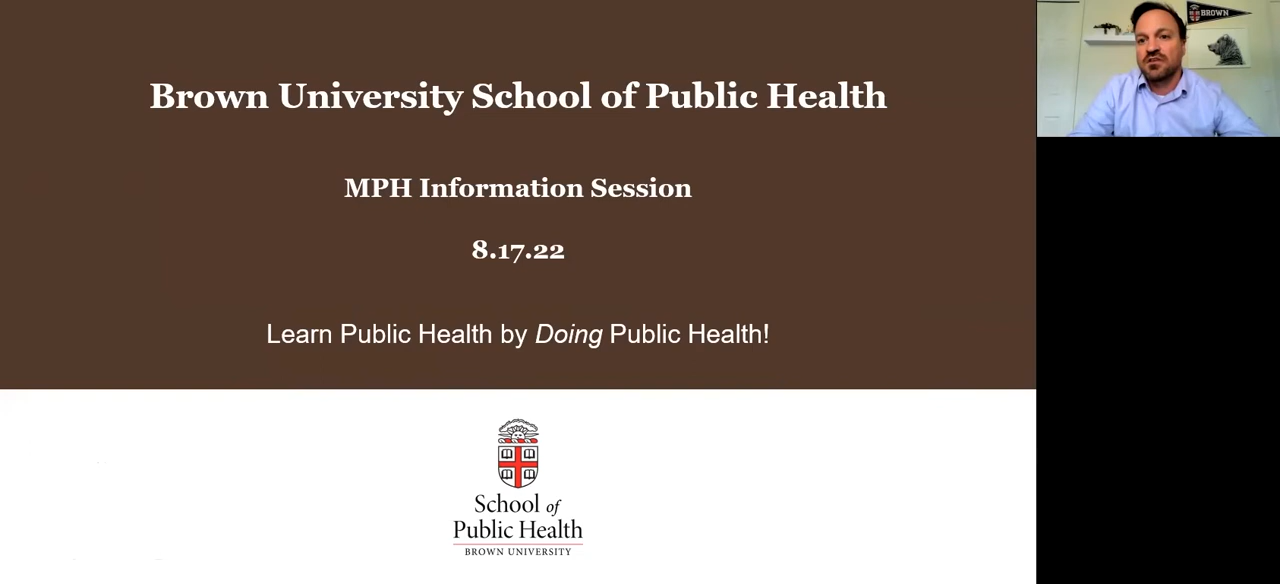 Brown University School of Public Health
MPH Information Session
8.17.22
Learn Public Health by Doing Public Health!
School of
Public Health
BROWN UNIVERSITY
BROWN